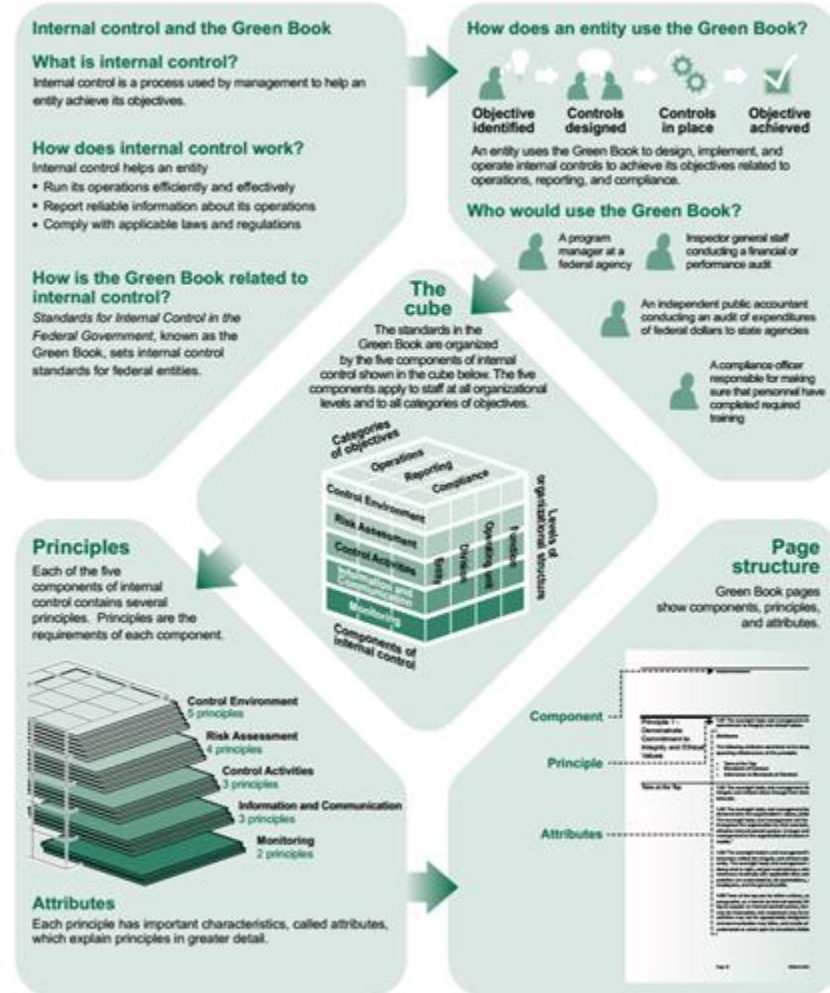 Internal control and the Green Book
What is internal control?
Internal control is a process used by management to help an
entity achieve its objectives.
How does internal control work?
Internal control helps an entity
• Run its operations efficiently and effectively
• Report reliable information about its operations
• Comply with applicable laws and regulations
How is the Green Book related to
internal control?
Standards for Internal Control in the
Federal Government, known as the
Green Book, sets internal control
standards for federal entities.
How does an entity use the Green Book?
Objective
identified
Controls
designed
Controls
in place
Objective
achieved
An entity uses the Green Book to design, implement, and
operate internal controls to achieve its objectives related to
operations, reporting, and compliance.
Who would use the Green Book?
A program
manager at a
federal agency
Inspector general staff
conducting a financial or
performance audit
An independent public accountant
conducting an audit of expenditures
of federal dollars to state agencies
A compliance officer
responsible for making
sure that personnel have
completed required
training
The
cube
The standards in the
Green Book are organized
by the five components of internal
control shown in the cube below. The five
components apply to staff at all organizational
levels and to all categories of objectives.
Categories
of objectives
Operations
Reporting
Compliance
Control Environment
Risk Assessment
Control Activities
Information and
Communication
Monitoring
Entity
Division
Operating unit
Function
Levels of
organizational structure
Components of
internal control
Principles
Each of the five
components of internal
control contains several
principles. Principles are the
requirements of each component.
Control Environment
5 principles
Risk Assessment
4 principles
Control Activities
3 principles
Information and Communication
3 principles
Monitoring
2 principles
Attributes
Each principle has important characteristics, called attributes,
which explain principles in greater detail.
Page
structure
Green Book pages
show components, principles,
and attributes.
Component
Principle
Attributes
Principle 1 -
Demonstrate
Commitment to
Integrity and Ethical
Values
Tone at the Top